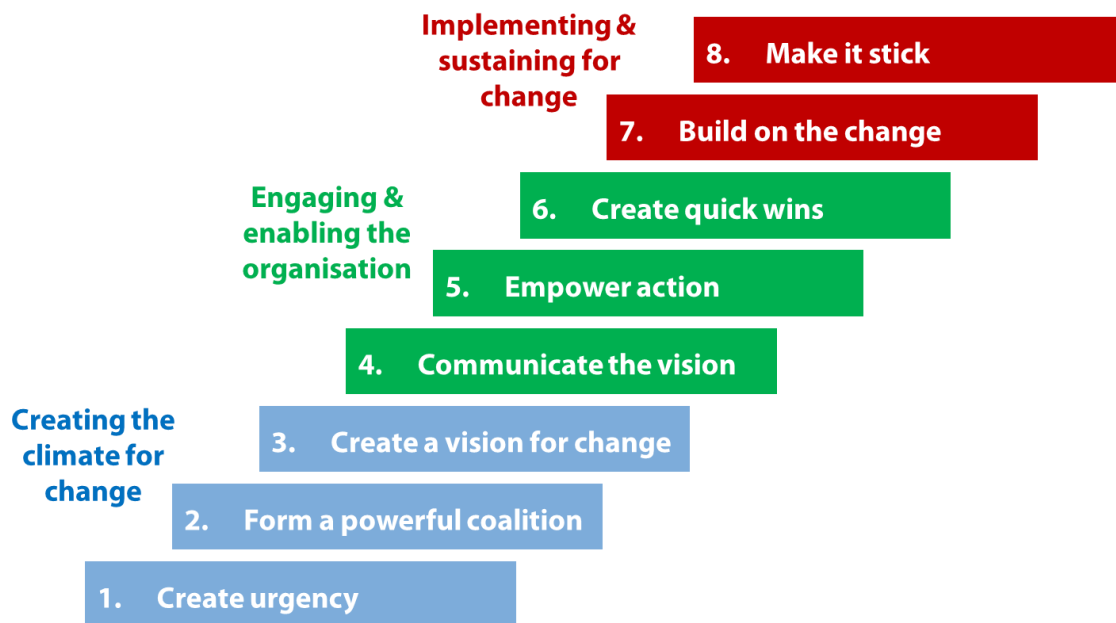 Implementing &
sustaining for
change
8. Make it stick
7. Build on the change
Engaging &
enabling the
organisation
6. Create quick wins
5. Empower action
4. Communicate the vision
Creating the
climate for
change
3. Create a vision for change
2. Form a powerful coalition
1. Create urgency